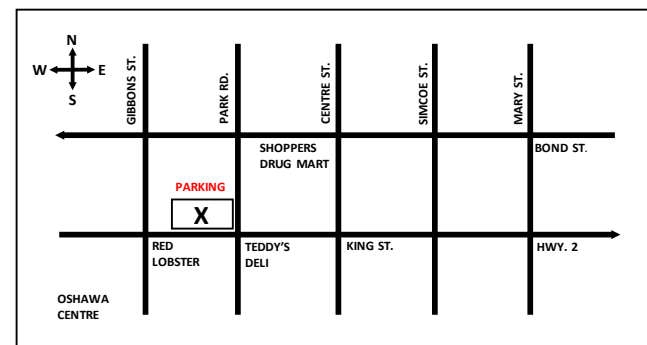 N
W E
S
GIBBONS ST.
PARK RD.
CENTRE ST.
SIMCOE ST.
MARY ST.
SHOPPERS
DRUG MART
BOND ST.
PARKING
X
RED
LOBSTER
TEDDY'S
DELI
KING ST.
HWY. 2
OSHAWA
CENTRE